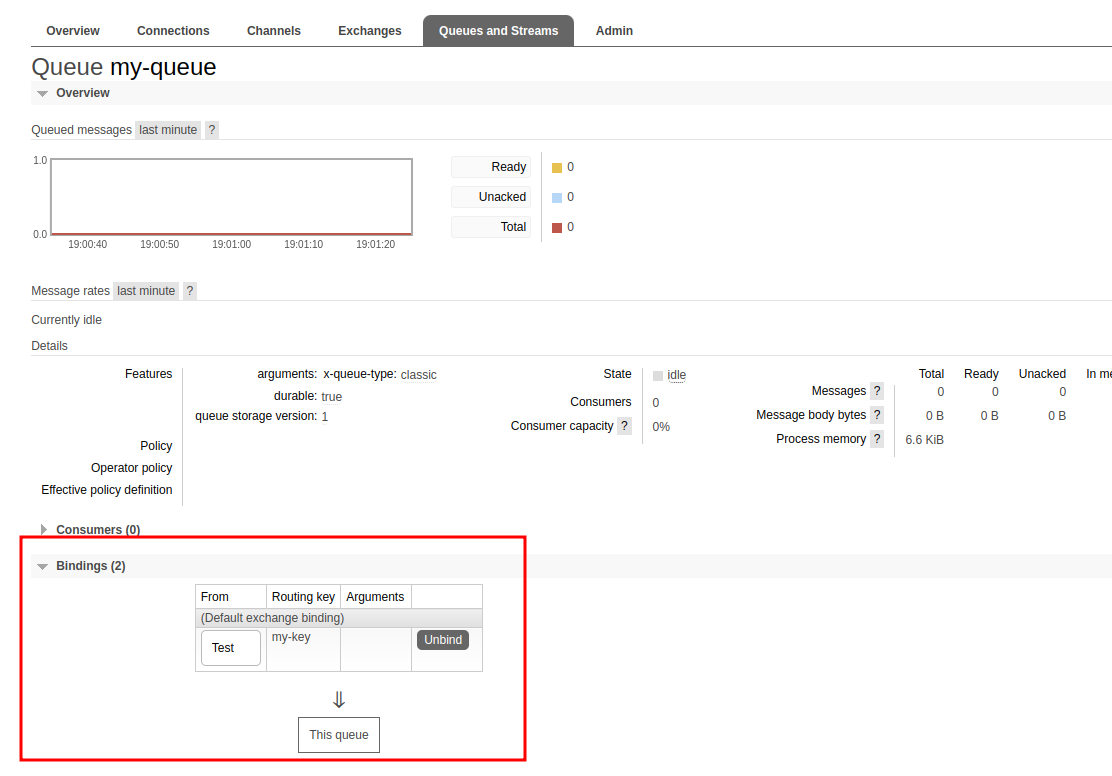 Overview Connections Channels Exchanges Queues and Streams Admin
Queue my-queue
Overview
Queued messages last minute ?
1.0
0.0
19:00:40 19:00:50 19:01:00 19:01:10 19:01:20
Ready 0
Unacked 0
Total 0
Message rates last minute ?
Currently idle
Details
Features
arguments: x-queue-type: classic
durable: true
queue storage version: 1
Policy
Operator policy
Effective policy definition
State idle
Consumers 0
Consumer capacity ? 0%
Total Ready Unacked In me
Messages ? 0 0 0
Message body bytes ? 0 B 0 B 0 B
Process memory ? 6.6 KiB
Consumers (0)
Bindings (2)
From Routing key Arguments
(Default exchange binding)
Test my-key Unbind
⇓
This queue